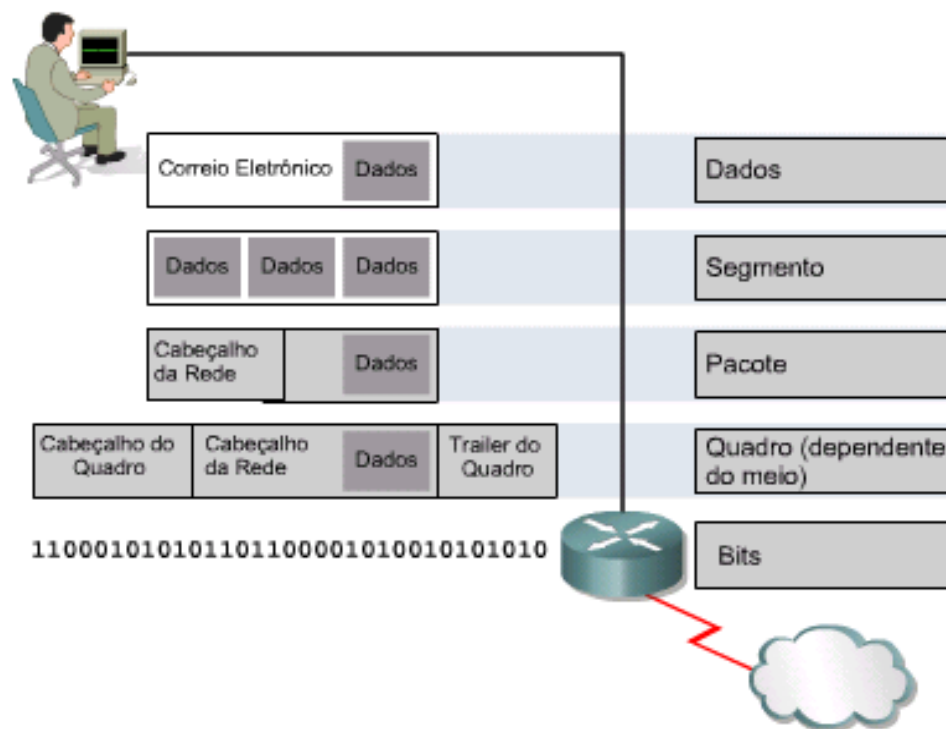 Correio Eletrônico Dados
Dados
Dados Dados Dados
Segmento
Cabeçalho
da Rede
Dados
Pacote
Cabeçalho do
Quadro
Cabeçalho
da Rede
Dados
Trailer do
Quadro
Quadro (dependente
do meio)
110001010101101100001010010101010
Bits